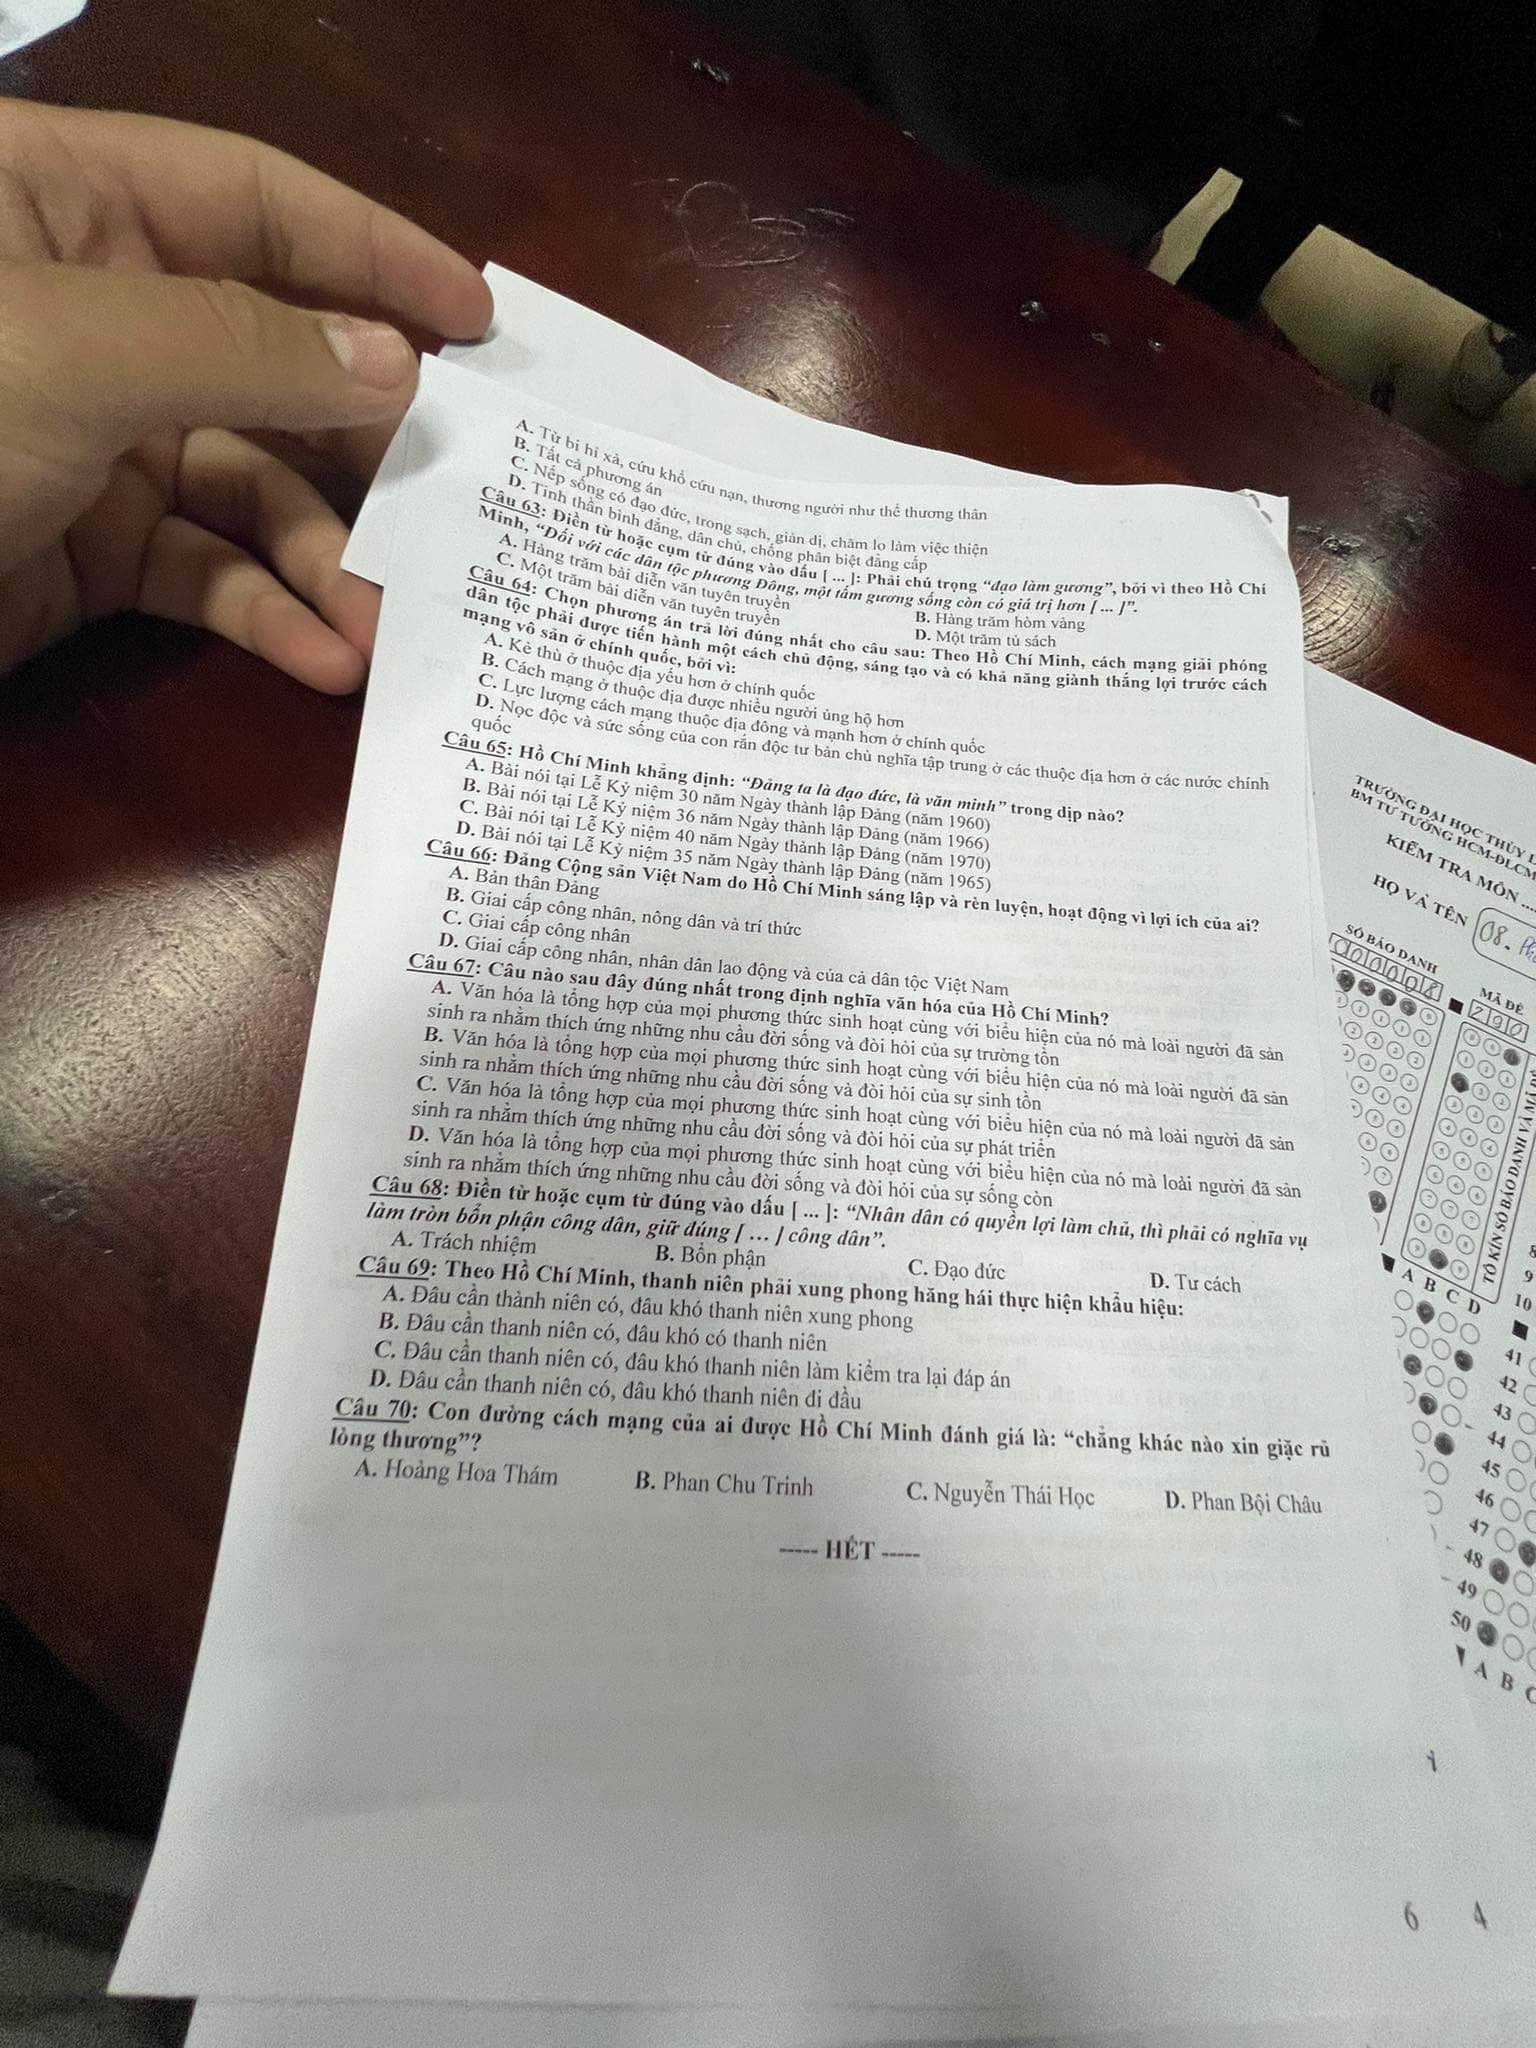 A. Từ bi hỉ xả, cứu khổ cứu nạn, thương người như thể thương thân
B. Tất cả phương án
C. Nếp sống có đạo đức, trong sạch, giản dị, chăm lo làm việc thiện
D. Tinh thần bình đẳng, dân chủ, chống phân biệt đẳng cấp
Câu 63: Điền từ hoặc cụm từ đúng vào dấu [ ... ]: Phải chú trọng “đạo làm gương”, bởi vì theo Hồ Chí
Minh, “Đối với các dân tộc phương Đông, một tấm gương sống còn có giá trị hơn [ ... ]”.
A. Hàng trăm bài diễn văn tuyên truyền B. Hàng trăm hòm vàng
C. Một trăm bài diễn văn tuyên truyền D. Một trăm tủ sách
Câu 64: Chọn phương án trả lời đúng nhất cho câu sau: Theo Hồ Chí Minh, cách mạng giải phóng
dân tộc phải được tiến hành một cách chủ động, sáng tạo và có khả năng giành thắng lợi trước cách
mạng vô sản ở chính quốc, bởi vì:
A. Kẻ thù ở thuộc địa yếu hơn ở chính quốc
B. Cách mạng ở thuộc địa được nhiều người ủng hộ hơn
C. Lực lượng cách mạng thuộc địa đông và mạnh hơn ở chính quốc
D. Nọc độc và sức sống của con rắn độc tư bản chủ nghĩa tập trung ở các thuộc địa hơn ở các nước chính
quốc
Câu 65: Hồ Chí Minh khẳng định: “Đảng ta là đạo đức, là văn minh” trong dịp nào?
A. Bài nói tại Lễ Kỷ niệm 30 năm Ngày thành lập Đảng (năm 1960)
B. Bài nói tại Lễ Kỷ niệm 36 năm Ngày thành lập Đảng (năm 1966)
C. Bài nói tại Lễ Kỷ niệm 40 năm Ngày thành lập Đảng (năm 1970)
D. Bài nói tại Lễ Kỷ niệm 35 năm Ngày thành lập Đảng (năm 1965)
Câu 66: Đảng Cộng sản Việt Nam do Hồ Chí Minh sáng lập và rèn luyện, hoạt động vì lợi ích của ai?
A. Bản thân Đảng
B. Giai cấp công nhân, nông dân và trí thức
C. Giai cấp công nhân
D. Giai cấp công nhân, nhân dân lao động và của cả dân tộc Việt Nam
Câu 67: Câu nào sau đây đúng nhất trong định nghĩa văn hóa của Hồ Chí Minh?
A. Văn hóa là tổng hợp của mọi phương thức sinh hoạt cùng với biểu hiện của nó mà loài người đã sản
sinh ra nhằm thích ứng những nhu cầu đời sống và đòi hỏi của sự trường tồn
B. Văn hóa là tổng hợp của mọi phương thức sinh hoạt cùng với biểu hiện của nó mà loài người đã sản
sinh ra nhằm thích ứng những nhu cầu đời sống và đòi hỏi của sự sinh tồn
C. Văn hóa là tổng hợp của mọi phương thức sinh hoạt cùng với biểu hiện của nó mà loài người đã sản
sinh ra nhằm thích ứng những nhu cầu đời sống và đòi hỏi của sự phát triển
D. Văn hóa là tổng hợp của mọi phương thức sinh hoạt cùng với biểu hiện của nó mà loài người đã sản
sinh ra nhằm thích ứng những nhu cầu đời sống và đòi hỏi của sự sống còn
Câu 68: Điền từ hoặc cụm từ đúng vào dấu [ ... ]: “Nhân dân có quyền lợi làm chủ, thì phải có nghĩa vụ
làm tròn bổn phận công dân, giữ đúng [ ... ] công dân”.
A. Trách nhiệm B. Bổn phận C. Đạo đức D. Tư cách
Câu 69: Theo Hồ Chí Minh, thanh niên phải xung phong hăng hái thực hiện khẩu hiệu:
A. Đâu cần thành niên có, đâu khó thanh niên xung phong
B. Đâu cần thanh niên có, đâu khó có thanh niên
C. Đâu cần thanh niên có, đâu khó thanh niên làm kiểm tra lại đáp án
D. Đâu cần thanh niên có, đâu khó thanh niên đi đầu
Câu 70: Con đường cách mạng của ai được Hồ Chí Minh đánh giá là: “chẳng khác nào xin giặc rủ
lòng thương”?
A. Hoàng Hoa Thám B. Phan Chu Trinh C. Nguyễn Thái Học D. Phan Bội Châu
----- HẾT -----
TRƯỜNG ĐẠI HỌC THỦY L
BM TƯ TƯỞNG HCM-ĐLCM
KIỂM TRA MÔN ...
HỌ VÀ TÊN 08.
SỐ BÁO DANH
MÃ ĐỀ
TÔ KÍN SỐ BÁO DANH VÀ MÃ ĐỀ
A B C D
8
9
10
41
42
43
44
45
46
47
48
49
50
A B C
6 4